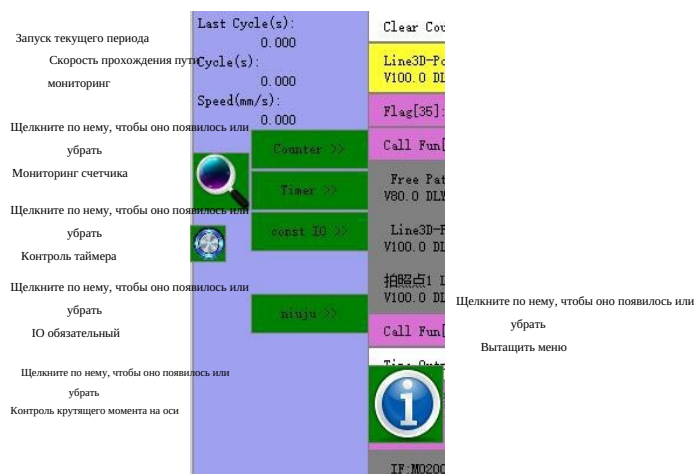 Запуск текущего периода
Скорость прохождения пути
мониторинг
Щелкните по нему, чтобы оно появилось или
убрать
Мониторинг счетчика
Щелкните по нему, чтобы оно появилось или
убрать
Контроль таймера
Щелкните по нему, чтобы оно появилось или
убрать
IO обязательный
Щелкните по нему, чтобы оно появилось или
убрать
Контроль крутящего момента на оси
Last Cycle(s):
0.000
Cycle(s):
0.000
Speed(mm/s):
0.000
Counter >>
Timer >>
const IO >>
niuju >>
Clear Cou
Line3D-Po
V100.0 DL
Flag[35]:
Call Fun[
Free Pat
V80.0 DLY
Line3D-P
V100.0 DL
拍照点1 L
V100.0 DL
Call Fun[
Time Outp
IF:M0200
Щелкните по нему, чтобы оно появилось или
убрать
Вытащить меню